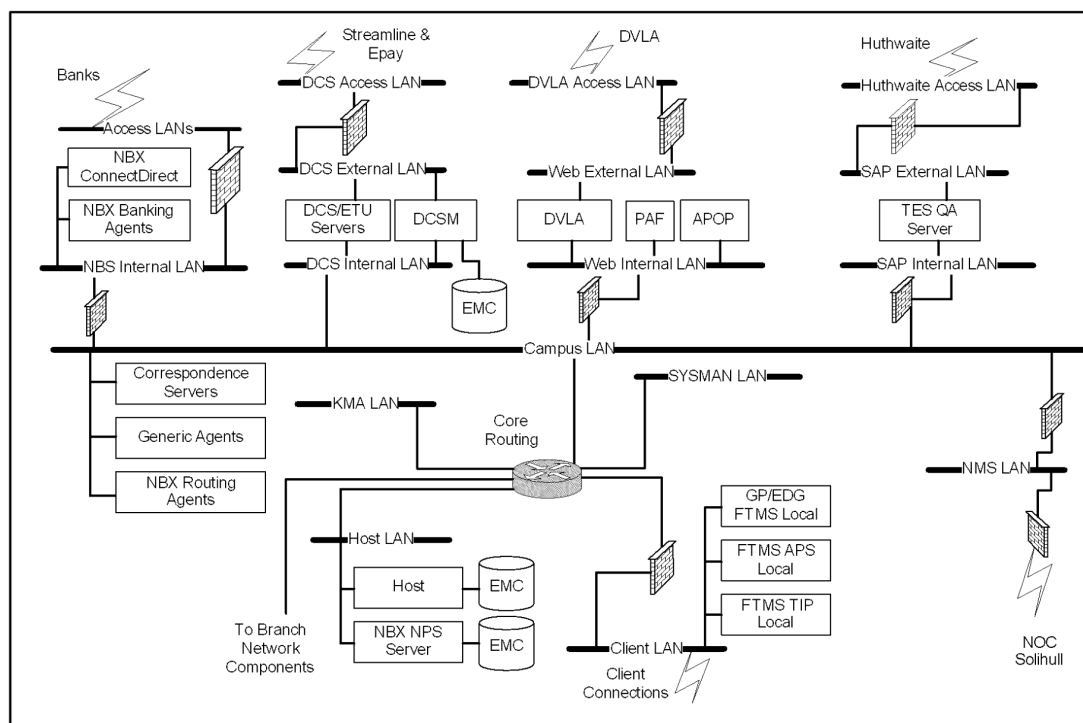 Streamline &
Epay
DVLA
Huthwaite
Banks
DCS Access LAN
DVLA Access LAN
Huthwaite Access LAN
Access LANs
NBX
ConnectDirect
DCS External LAN
Web External LAN
SAP External LAN
NBX Banking
Agents
DCS/ETU
Servers
DCSM
DVLA
PAF
APOP
TES QA
Server
NBS Internal LAN
DCS Internal LAN
Web Internal LAN
SAP Internal LAN
EMC
Campus LAN
Correspondence
Servers
SYSMAN LAN
KMA LAN
Core
Routing
Generic Agents
NBX Routing
Agents
NMS LAN
GP/EDG
FTMS Local
Host LAN
FTMS APS
Local
Host
EMC
FTMS TIP
Local
To Branch
Network
Components
NBX NPS
Server
EMC
Client LAN
Client
Connections
NOC
Solihull